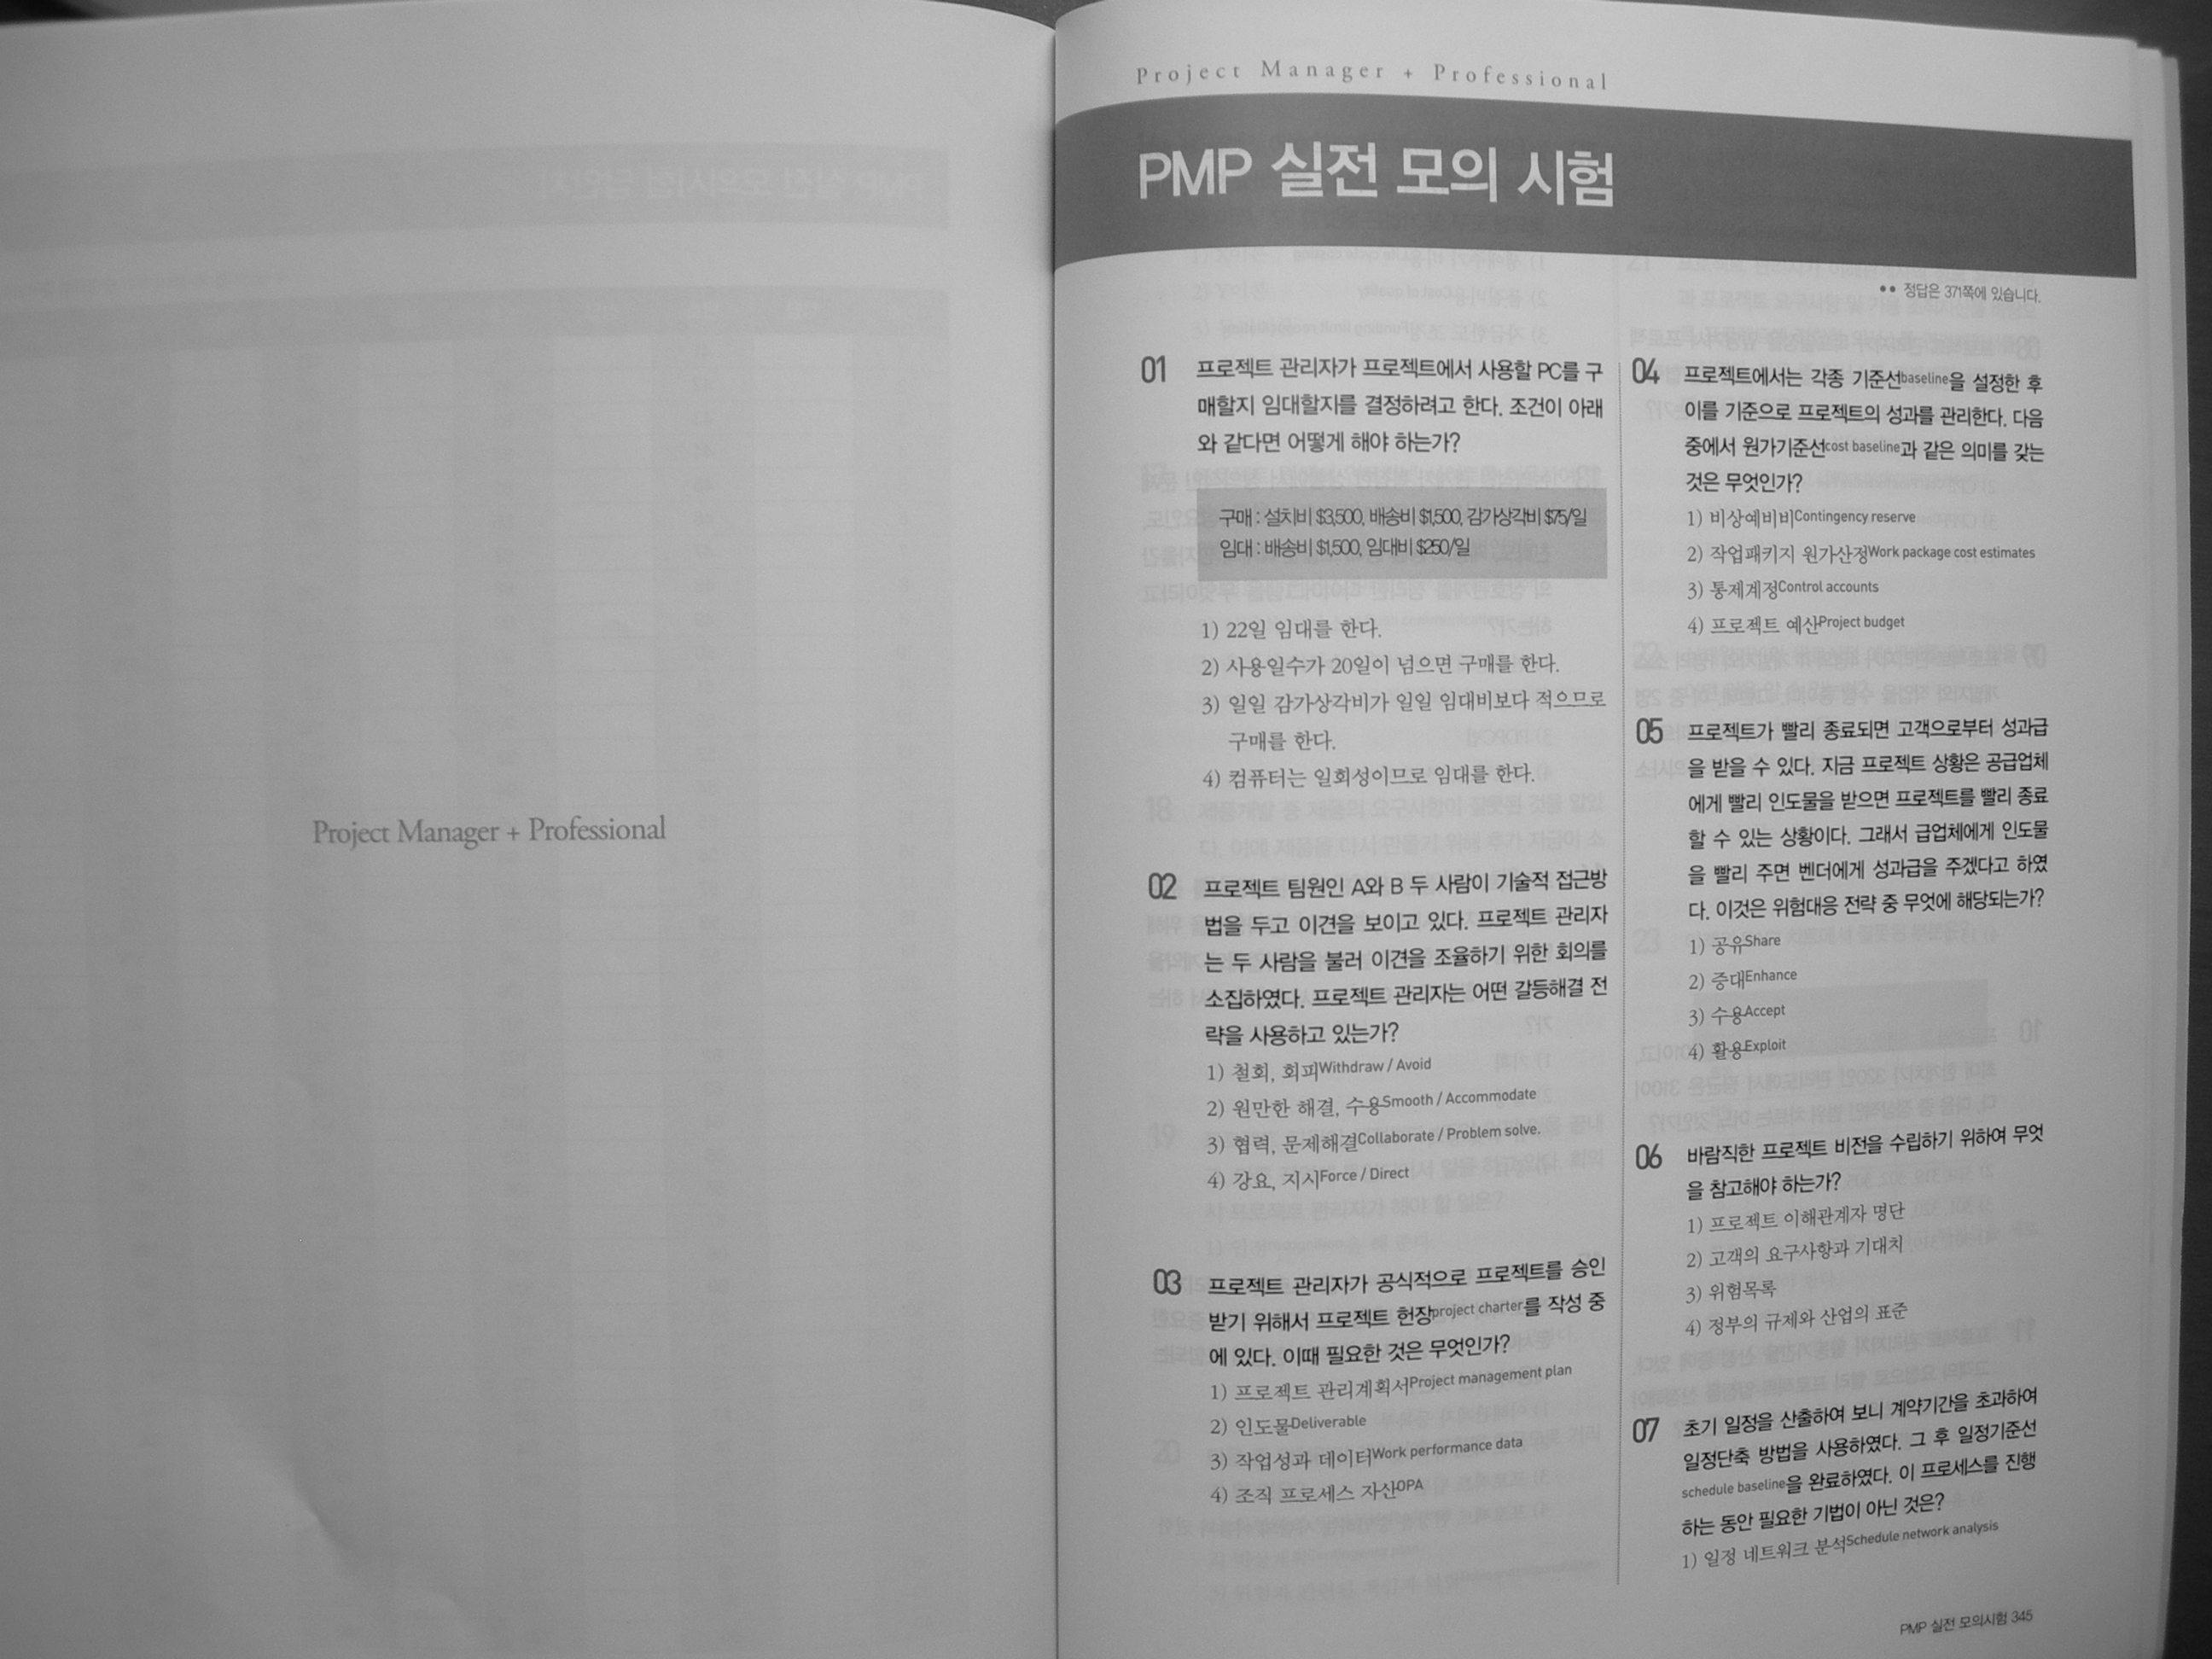 Project Manager + Professional
Project Manager + Professional
PMP 실전 모의 시험
•• 정답은 371쪽에 있습니다.
01 프로젝트 관리자가 프로젝트에서 사용할 PC를 구
매할지 임대할지를 결정하려고 한다. 조건이 아래
와 같다면 어떻게 해야 하는가?
구매 : 설치비 $3,500, 배송비 $1,500, 감가상각비 $75/일
임대 : 배송비 $1,500, 임대비 $250/일
1) 22일 임대를 한다.
2) 사용일수가 20일이 넘으면 구매를 한다.
3) 일일 감가상각비가 일일 임대비보다 적으므로
구매를 한다.
4) 컴퓨터는 일회성이므로 임대를 한다.
02 프로젝트 팀원인 A와 B 두 사람이 기술적 접근방
법을 두고 이견을 보이고 있다. 프로젝트 관리자
는 두 사람을 불러 이견을 조율하기 위한 회의를
소집하였다. 프로젝트 관리자는 어떤 갈등해결 전
략을 사용하고 있는가?
1) 철회, 회피Withdraw / Avoid
2) 원만한 해결, 수용Smooth / Accommodate
3) 협력, 문제해결Collaborate / Problem solve.
4) 강요, 지시Force / Direct
03 프로젝트 관리자가 공식적으로 프로젝트를 승인
받기 위해서 프로젝트 헌장project charter를 작성 중
에 있다. 이때 필요한 것은 무엇인가?
1) 프로젝트 관리계획서Project management plan
2) 인도물Deliverable
3) 작업성과 데이터Work performance data
4) 조직 프로세스 자산OPA
04 프로젝트에서는 각종 기준선baseline을 설정한 후
이를 기준으로 프로젝트의 성과를 관리한다. 다음
중에서 원가기준선cost baseline과 같은 의미를 갖는
것은 무엇인가?
1) 비상예비비Contingency reserve
2) 작업패키지 원가산정Work package cost estimates
3) 통제계정Control accounts
4) 프로젝트 예산Project budget
05 프로젝트가 빨리 종료되면 고객으로부터 성과급
을 받을 수 있다. 지금 프로젝트 상황은 공급업체
에게 빨리 인도물을 받으면 프로젝트를 빨리 종료
할 수 있는 상황이다. 그래서 급업체에게 인도물
을 빨리 주면 벤더에게 성과급을 주겠다고 하였
다. 이것은 위험대응 전략 중 무엇에 해당되는가?
1) 공유Share
2) 증대Enhance
3) 수용Accept
4) 활용Exploit
06 바람직한 프로젝트 비전을 수립하기 위하여 무엇
을 참고해야 하는가?
1) 프로젝트 이해관계자 명단
2) 고객의 요구사항과 기대치
3) 위험목록
4) 정부의 규제와 산업의 표준
07 초기 일정을 산출하여 보니 계약기간을 초과하여
일정단축 방법을 사용하였다. 그 후 일정기준선
schedule baseline을 완료하였다. 이 프로세스를 진행
하는 동안 필요한 기법이 아닌 것은?
1) 일정 네트워크 분석Schedule network analysis
PMP 실전 모의시험 345